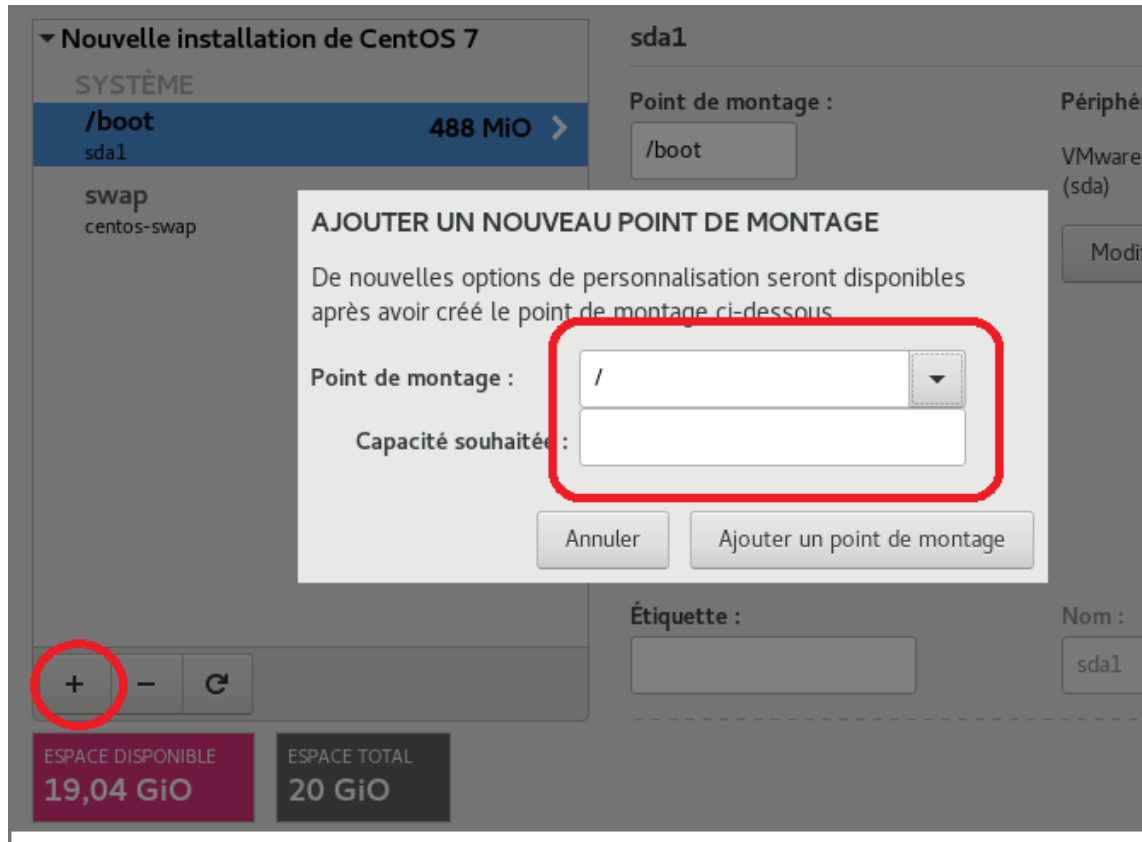 Nouvelle installation de CentOS 7
SYSTÈME
/boot
488 MiO
sda1
swap
centos-swap
sda1
Point de montage :
/boot
Périphé
VMware
(sda)
Modi
AJOUTER UN NOUVEAU POINT DE MONTAGE
De nouvelles options de personnalisation seront disponibles
après avoir créé le point de montage ci-dessous.
Point de montage :
/
Capacité souhaitée :
Annuler
Ajouter un point de montage
Étiquette :
Nom :
sda1
+ −
ESPACE DISPONIBLE
19,04 GiO
ESPACE TOTAL
20 GiO